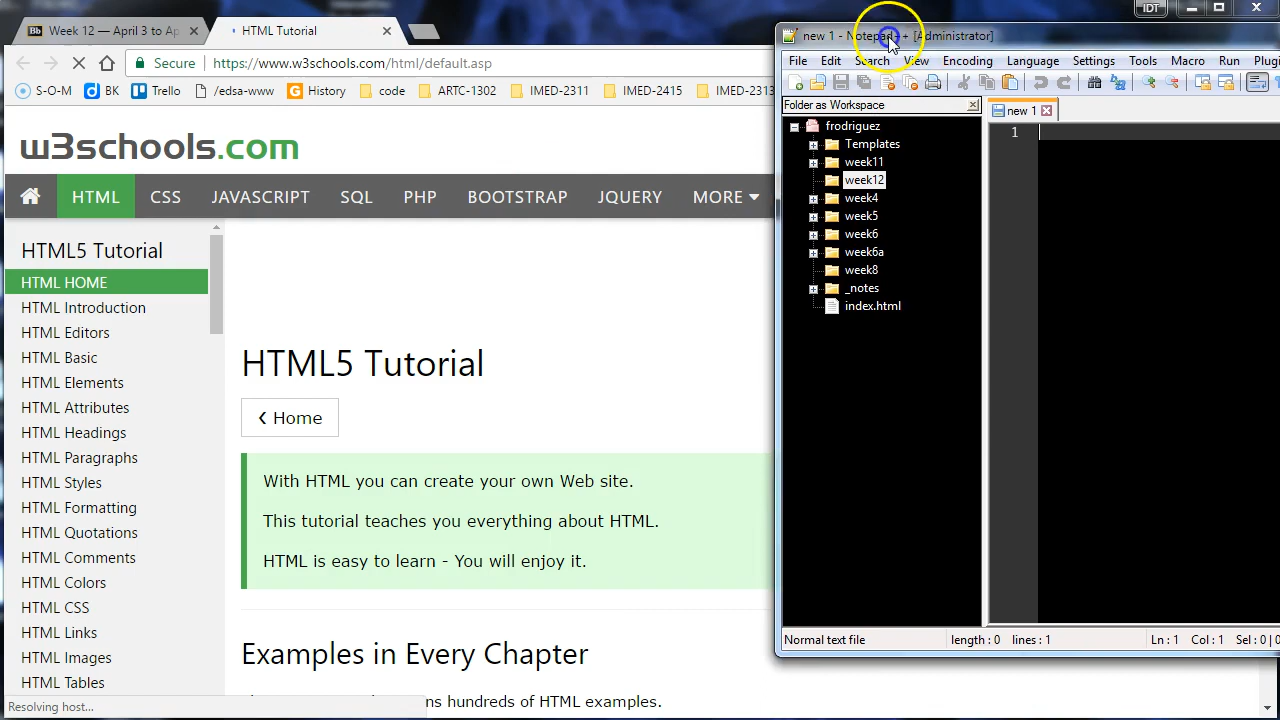 Week 12 — April 3 to Ap
HTML Tutorial
IDT
Secure
https://www.w3schools.com/html/default.asp
S-O-M
BK
Trello
/edsa-www
History
code
ARTC-1302
IMED-2311
IMED-2415
IMED-2313
w3schools.com
HTML
CSS
JAVASCRIPT
SQL
PHP
BOOTSTRAP
JQUERY
MORE
HTML5 Tutorial
HTML HOME
HTML Introduction
HTML Editors
HTML Basic
HTML Elements
HTML Attributes
HTML Headings
HTML Paragraphs
HTML Styles
HTML Formatting
HTML Quotations
HTML Comments
HTML Colors
HTML CSS
HTML Links
HTML Images
HTML Tables
Resolving host...
HTML5 Tutorial
❮ Home
With HTML you can create your own Web site.
This tutorial teaches you everything about HTML.
HTML is easy to learn - You will enjoy it.
Examples in Every Chapter
ns hundreds of HTML examples.
new 1 - Notepad++ [Administrator]
File Edit Search View Encoding Language Settings Tools Macro Run Plugi
Folder as Workspace
frodriguez
Templates
week11
week12
week4
week5
week6
week6a
week8
_notes
index.html
new 1
1
Normal text file
length : 0 lines : 1
Ln : 1 Col : 1 Sel : 0 | 0